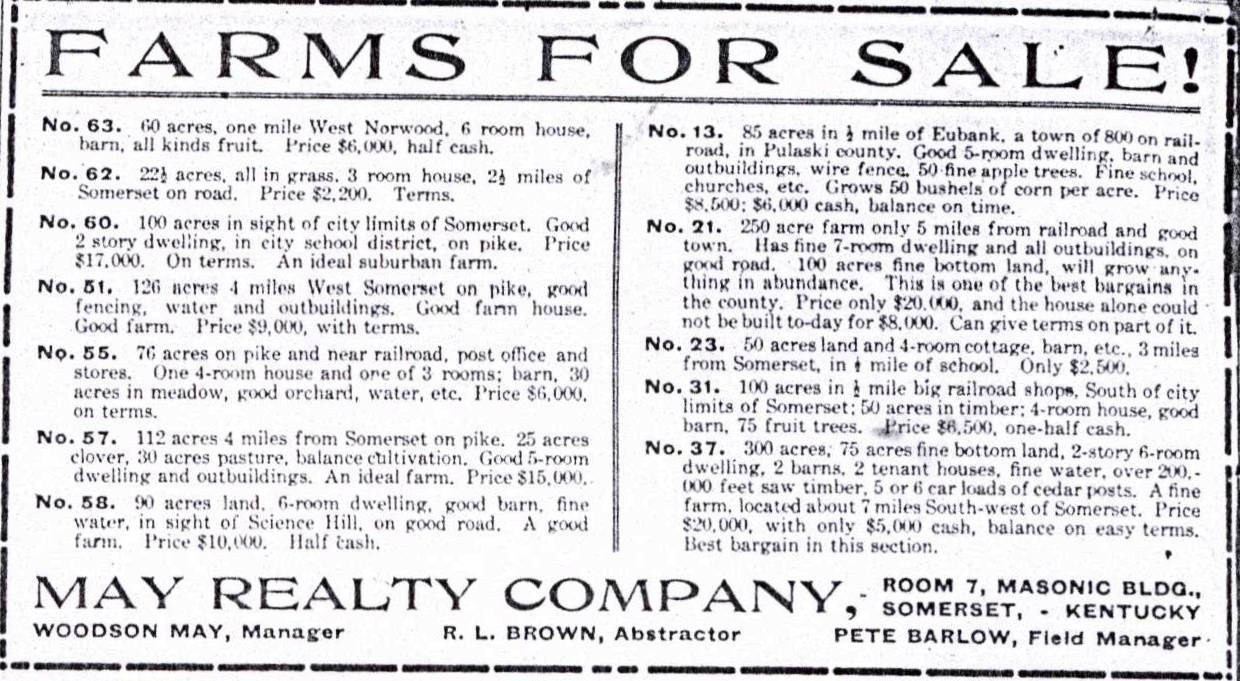 FARMS FOR SALE!
No. 63. 60 acres, one mile West Norwood, 6 room house,
barn, all kinds fruit. Price $6,000, half cash.
No. 62. 22½ acres, all in grass, 3 room house, 2½ miles of
Somerset on road. Price $2,200. Terms.
No. 60. 100 acres in sight of city limits of Somerset. Good
2 story dwelling, in city school district, on pike. Price
$17,000. On terms. An ideal suburban farm.
No. 51. 126 acres 4 miles West Somerset on pike, good
fencing, water and outbuildings. Good farm house.
Good farm. Price $9,000, with terms.
No. 55. 76 acres on pike and near railroad, post office and
stores. One 4-room house and one of 3 rooms; barn, 30
acres in meadow, good orchard, water, etc. Price $6,000,
on terms.
No. 57. 112 acres 4 miles from Somerset on pike. 25 acres
clover, 30 acres pasture, balance cultivation. Good 5-room
dwelling and outbuildings. An ideal farm. Price $15,000.
No. 58. 90 acres land, 6-room dwelling, good barn, fine
water, in sight of Science Hill, on good road. A good
farm. Price $10,000. Half cash.
No. 13. 85 acres in ½ mile of Eubank, a town of 800 on rail-
road, in Pulaski county. Good 5-room dwelling, barn and
outbuildings, wire fence. 50 fine apple trees. Fine school,
churches, etc. Grows 50 bushels of corn per acre. Price
$8,500; $6,000 cash, balance on time.
No. 21. 250 acre farm only 5 miles from railroad and good
town. Has fine 7-room dwelling and all outbuildings, on
good road. 100 acres fine bottom land, will grow any-
thing in abundance. This is one of the best bargains in
the county. Price only $20,000, and the house alone could
not be built to-day for $8,000. Can give terms on part of it.
No. 23. 50 acres land and 4-room cottage, barn, etc., 3 miles
from Somerset, in mile of school. Only $2,500.
No. 31. 100 acres in ½ mile big railroad shops, South of city
limits of Somerset; 50 acres in timber; 4-room house, good
barn, 75 fruit trees. Price $6,500, one-half cash.
No. 37. 300 acres, 75 acres fine bottom land, 2-story 6-room
dwelling, 2 barns, 2 tenant houses, fine water, over 200,-
000 feet saw timber, 5 or 6 car loads of cedar posts. A fine
farm, located about 7 miles South-west of Somerset. Price
$20,000, with only $5,000 cash, balance on easy terms.
Best bargain in this section.
MAY REALTY COMPANY,
ROOM 7, MASONIC BLDG.,
SOMERSET, - KENTUCKY
WOODSON MAY, Manager R. L. BROWN, Abstractor PETE BARLOW, Field Manager